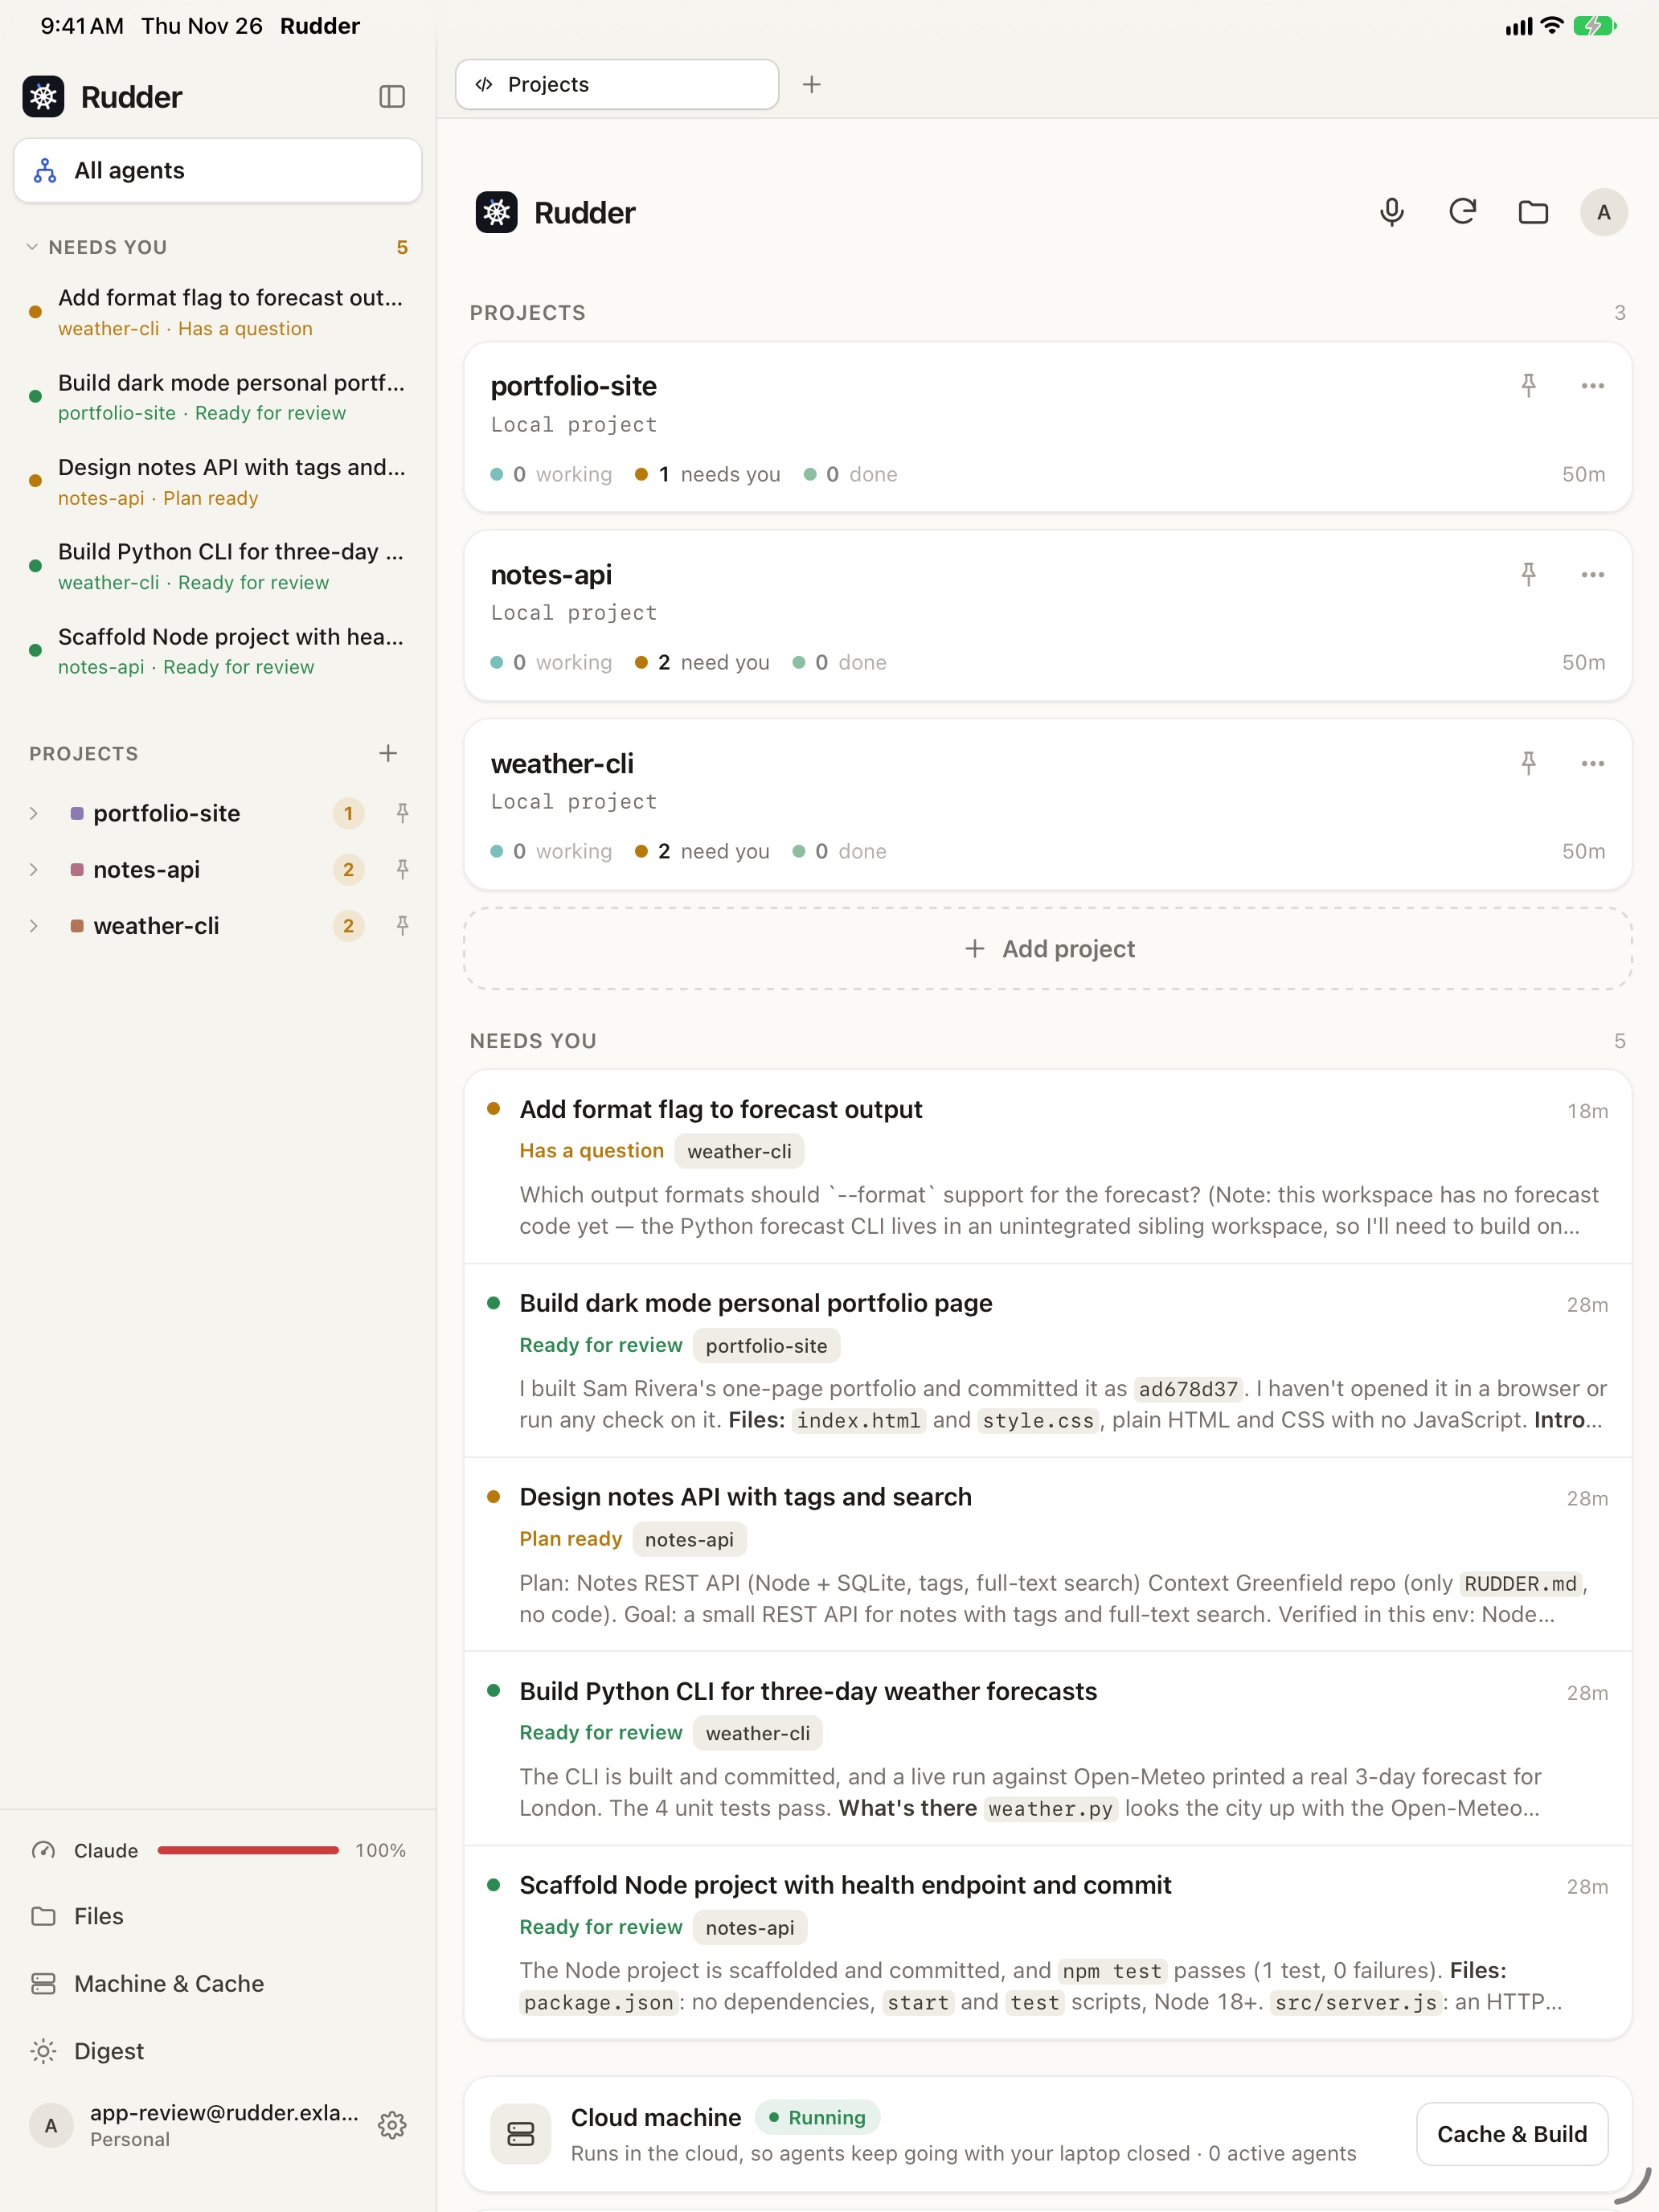 9:41 AM Thu Nov 26 Rudder
Rudder
All agents
NEEDS YOU 5
Add format flag to forecast out...
weather-cli · Has a question
Build dark mode personal portf...
portfolio-site · Ready for review
Design notes API with tags and...
notes-api · Plan ready
Build Python CLI for three-day ...
weather-cli · Ready for review
Scaffold Node project with hea...
notes-api · Ready for review
PROJECTS
portfolio-site 1
notes-api 2
weather-cli 2
Claude 100%
Files
Machine & Cache
Digest
A app-review@rudder.exla...
Personal
Projects
Rudder A
PROJECTS 3
portfolio-site
Local project
0 working 1 needs you 0 done 50m
notes-api
Local project
0 working 2 need you 0 done 50m
weather-cli
Local project
0 working 2 need you 0 done 50m
Add project
NEEDS YOU 5
Add format flag to forecast output 18m
Has a question weather-cli
Which output formats should `--format` support for the forecast? (Note: this workspace has no forecast
code yet — the Python forecast CLI lives in an unintegrated sibling workspace, so I'll need to build on...
Build dark mode personal portfolio page 28m
Ready for review portfolio-site
I built Sam Rivera's one-page portfolio and committed it as ad678d37. I haven't opened it in a browser or
run any check on it. Files: index.html and style.css, plain HTML and CSS with no JavaScript. Intro...
Design notes API with tags and search 28m
Plan ready notes-api
Plan: Notes REST API (Node + SQLite, tags, full-text search) Context Greenfield repo (only RUDDER.md,
no code). Goal: a small REST API for notes with tags and full-text search. Verified in this env: Node...
Build Python CLI for three-day weather forecasts 28m
Ready for review weather-cli
The CLI is built and committed, and a live run against Open-Meteo printed a real 3-day forecast for
London. The 4 unit tests pass. What's there weather.py looks the city up with the Open-Meteo...
Scaffold Node project with health endpoint and commit 28m
Ready for review notes-api
The Node project is scaffolded and committed, and npm test passes (1 test, 0 failures). Files:
package.json: no dependencies, start and test scripts, Node 18+. src/server.js: an HTTP...
Cloud machine Running
Runs in the cloud, so agents keep going with your laptop closed · 0 active agents
Cache & Build